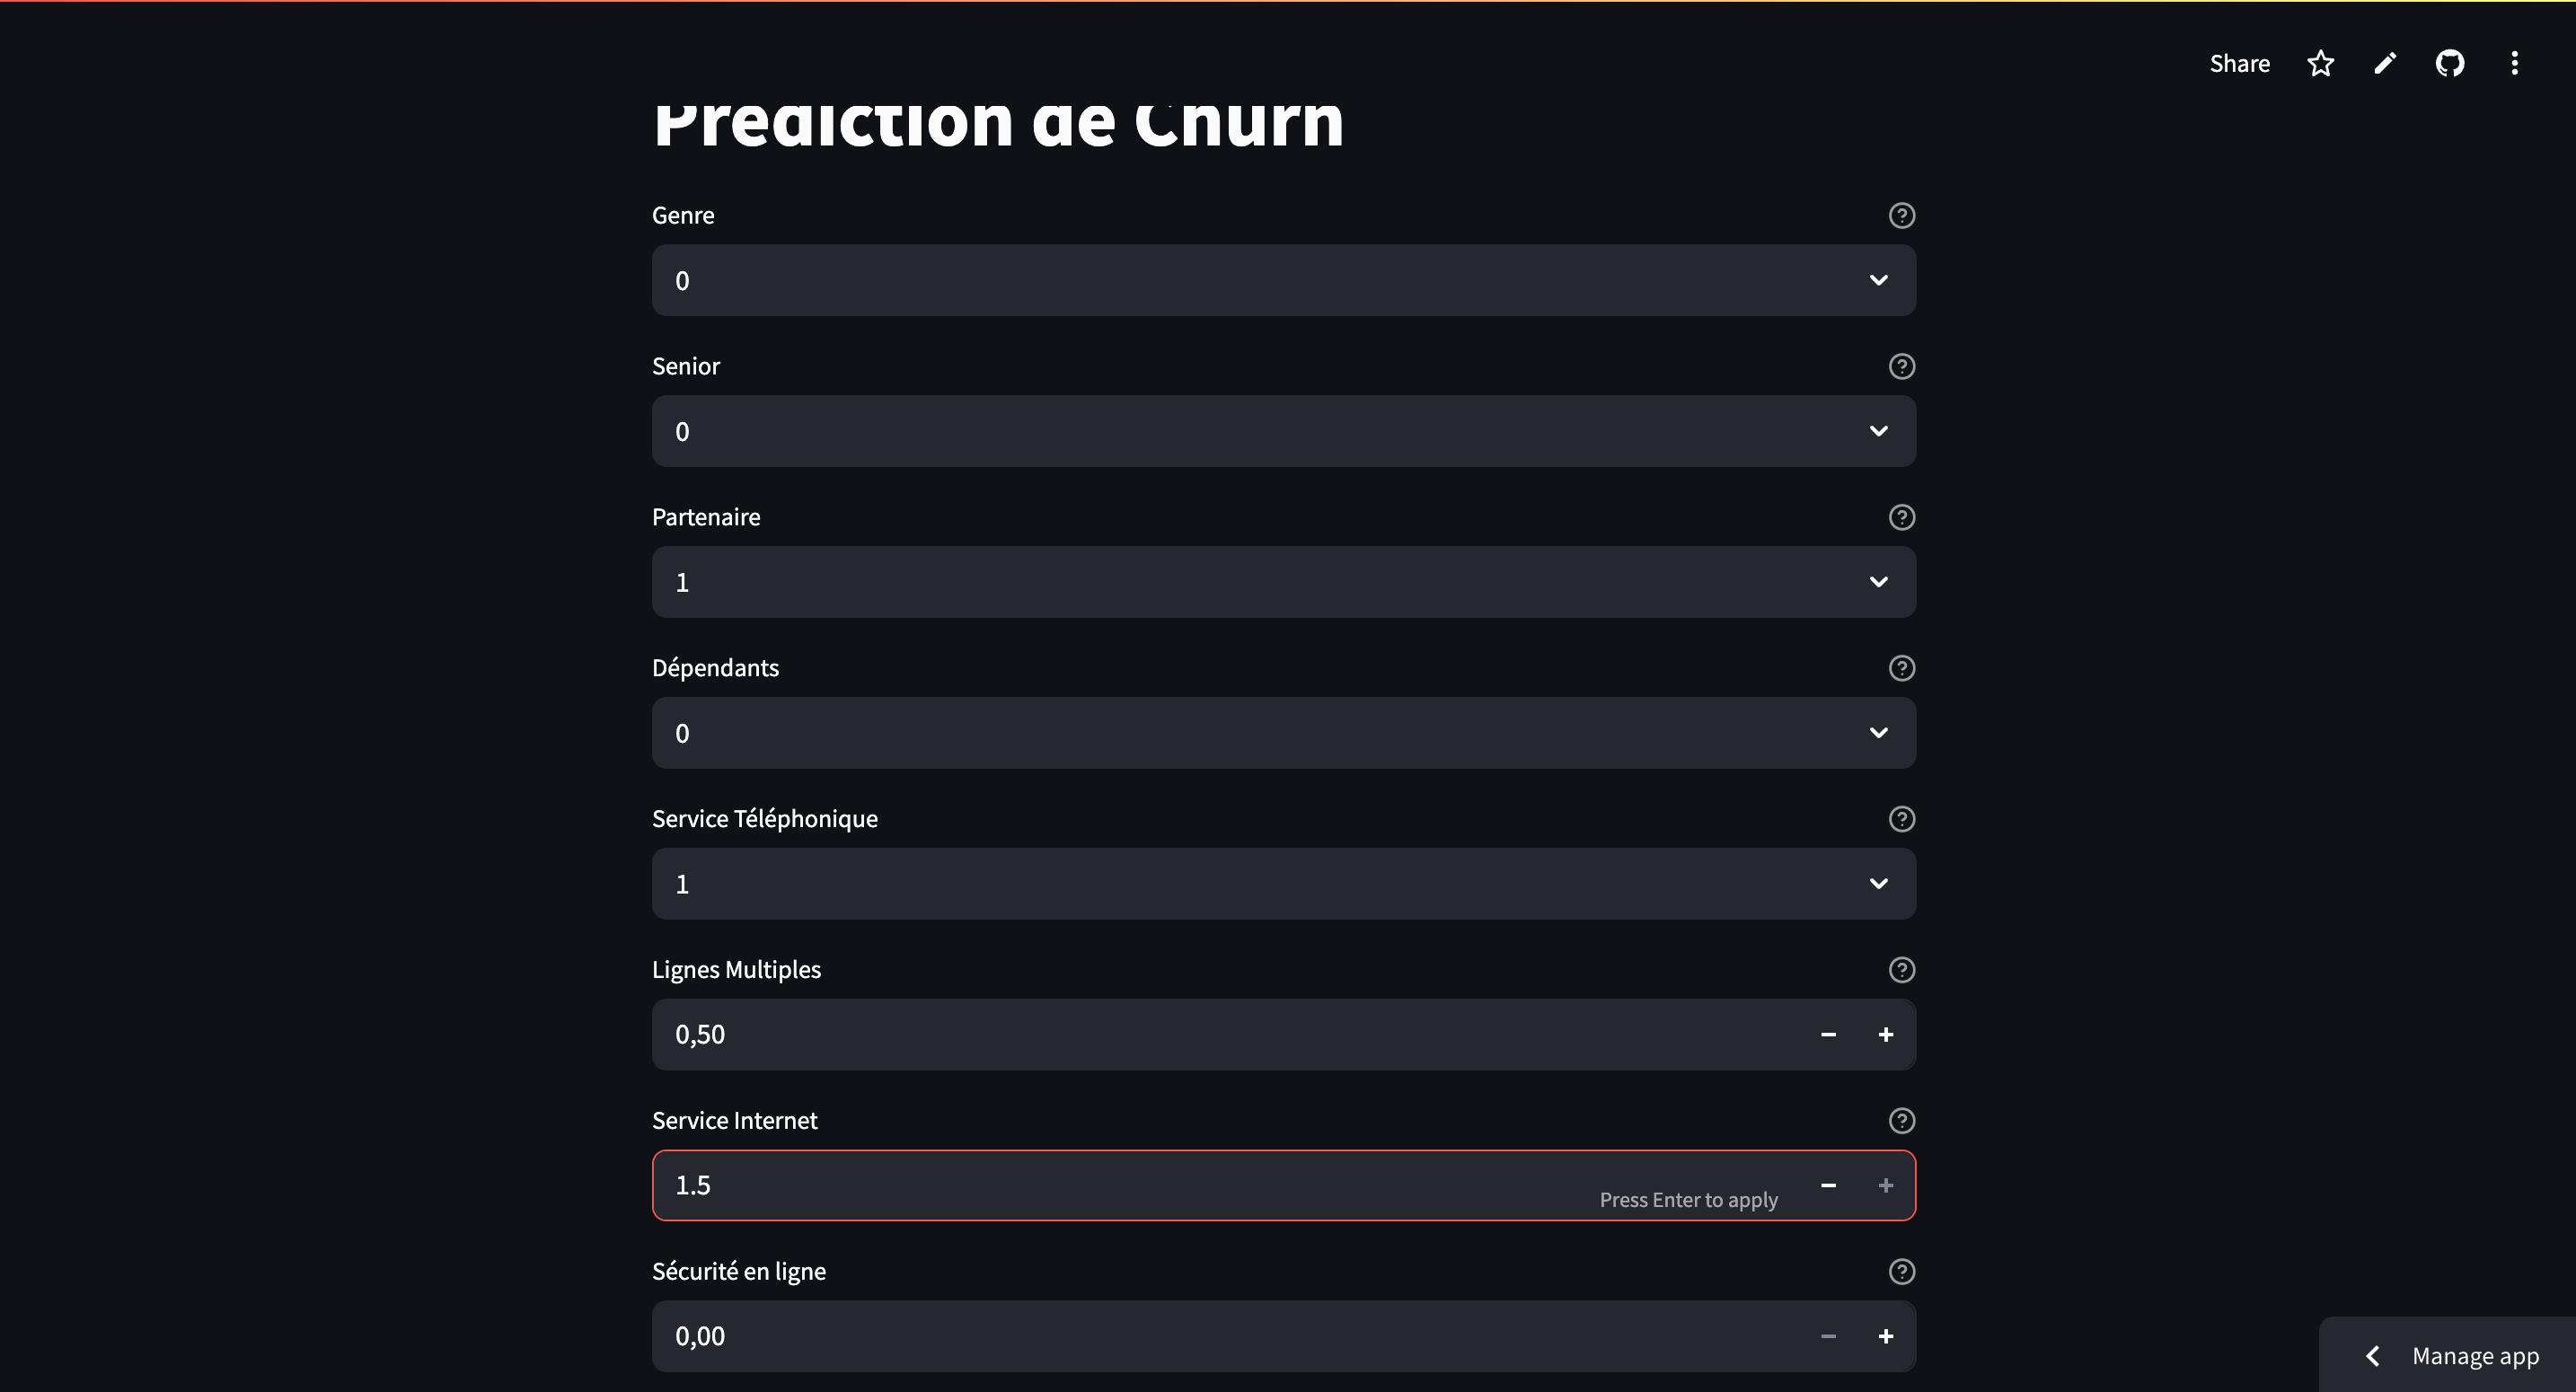 Share
Prediction de Churn
Genre
0
Senior
0
Partenaire
1
Dépendants
0
Service Téléphonique
1
Lignes Multiples
0,50
Service Internet
1.5
Press Enter to apply
Sécurité en ligne
0,00
Manage app